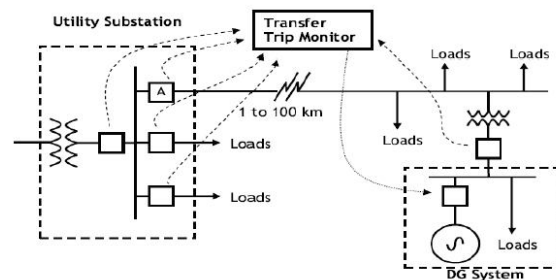 Utility Substation
Transfer
Trip Monitor
Loads
Loads
A
1 to 100 km
Loads
Loads
Loads
Loads
DG System